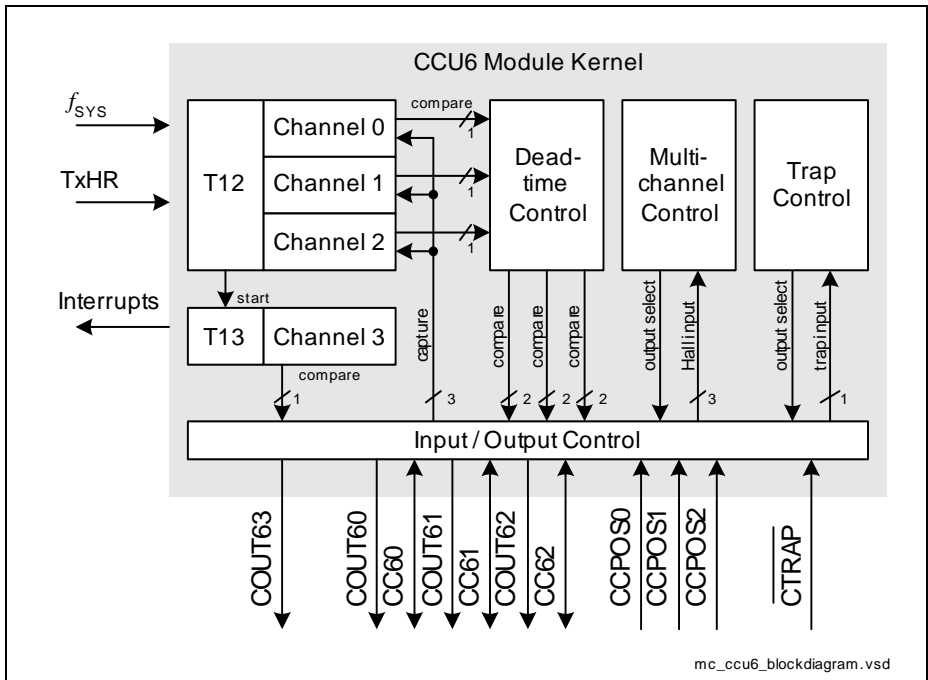 CCU6 Module Kernel
fSYS
TxHR
Interrupts
T12
Channel 0
Channel 1
Channel 2
compare
1
1
1
Dead-
time
Control
Multi-
channel
Control
Trap
Control
start
T13
Channel 3
compare
1
capture
3
compare
2
compare
2
compare
2
output select
Hall input
3
output select
trap input
1
Input / Output Control
COUT63
COUT60
CC60
COUT61
CC61
COUT62
CC62
CCPOS0
CCPOS1
CCPOS2
CTRAP
mc_ccu6_blockdiagram.vsd